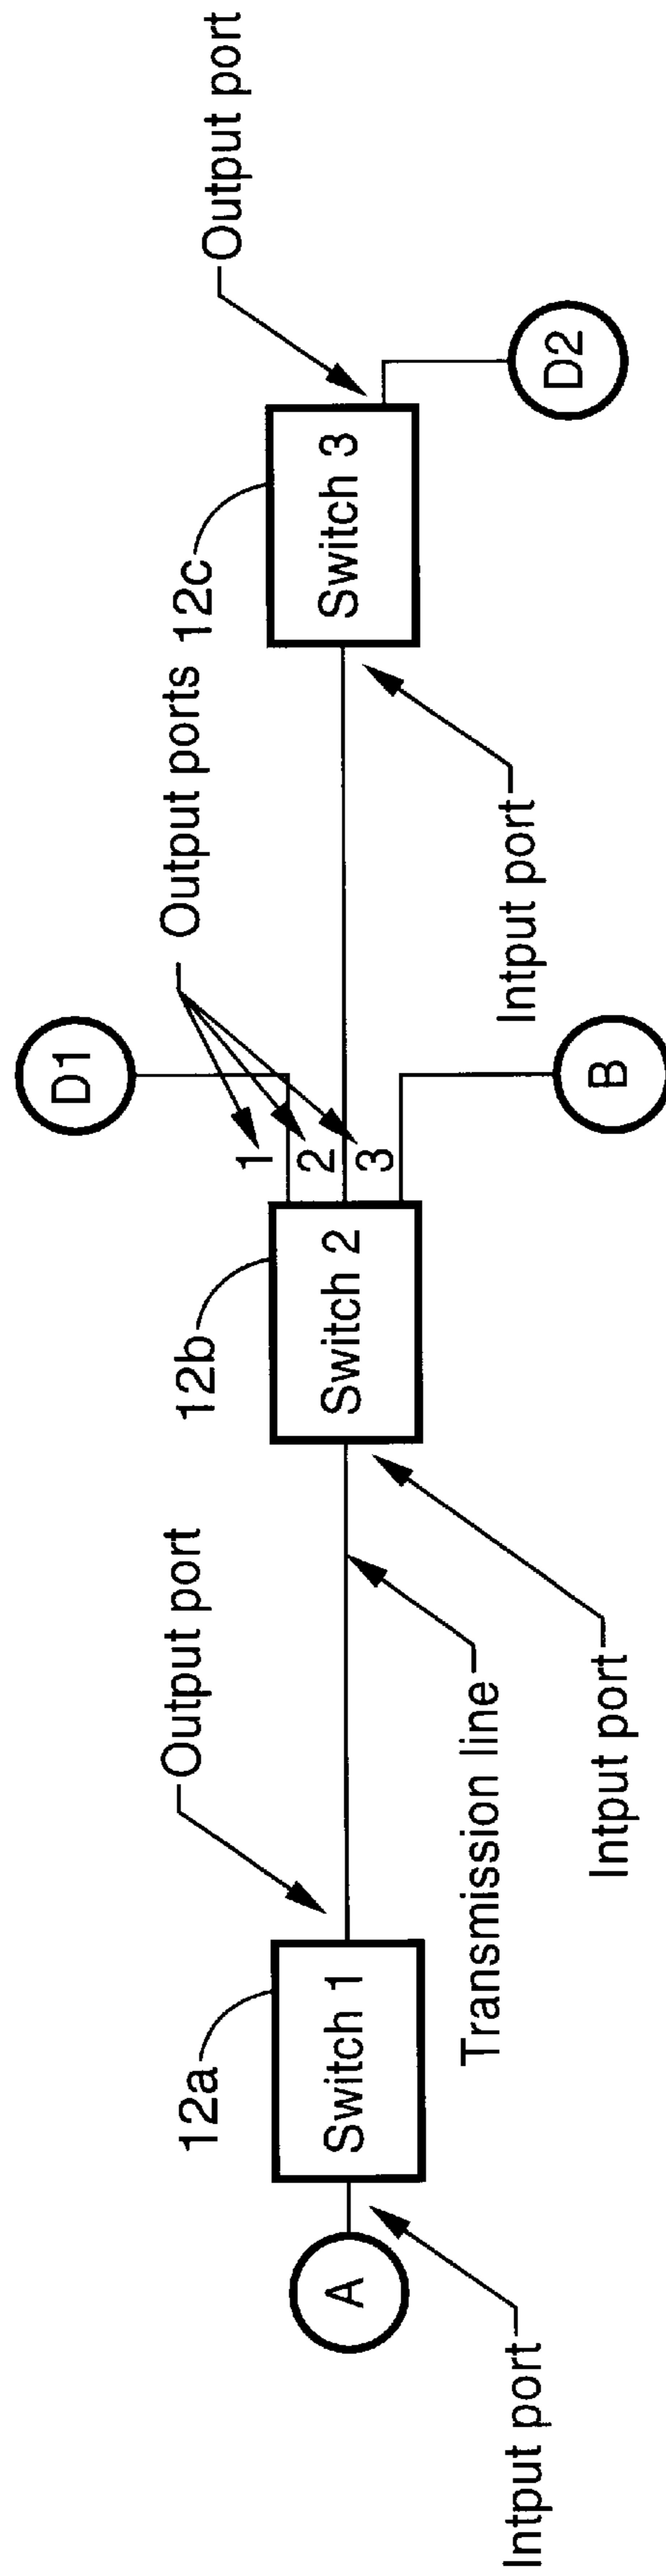 Output port
D2
Switch 3
12c
Output ports
Intput port
D1
1
2
3
B
Switch 2
12b
Intput port
Output port
Transmission line
Switch 1
12a
A
Intput port